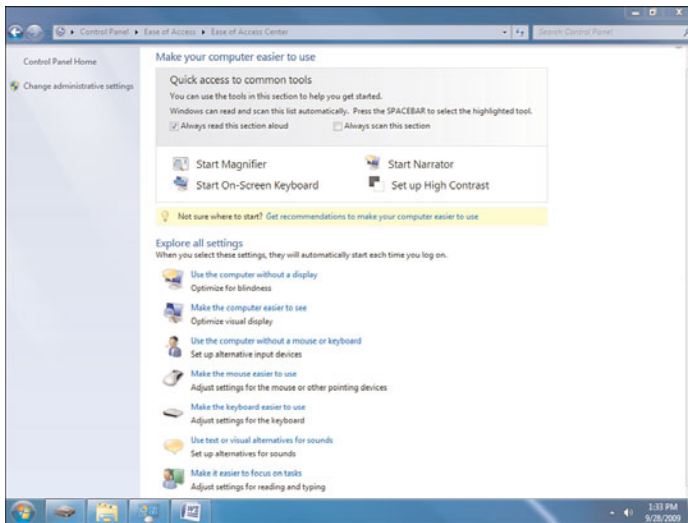 Control Panel ▸ Ease of Access ▸ Ease of Access Center
Search Control Panel
Control Panel Home
Change administrative settings
Make your computer easier to use
Quick access to common tools
You can use the tools in this section to help you get started.
Windows can read and scan this list automatically. Press the SPACEBAR to select the highlighted tool.
Always read this section aloud Always scan this section
Start Magnifier Start Narrator
Start On-Screen Keyboard Set up High Contrast
Not sure where to start? Get recommendations to make your computer easier to use
Explore all settings
When you select these settings, they will automatically start each time you log on.
Use the computer without a display
Optimize for blindness
Make the computer easier to see
Optimize visual display
Use the computer without a mouse or keyboard
Set up alternative input devices
Make the mouse easier to use
Adjust settings for the mouse or other pointing devices
Make the keyboard easier to use
Adjust settings for the keyboard
Use text or visual alternatives for sounds
Set up alternatives for sounds
Make it easier to focus on tasks
Adjust settings for reading and typing
1:33 PM
9/28/2009